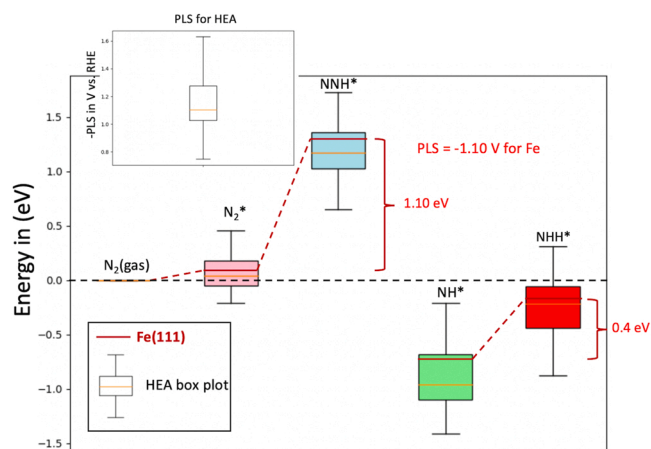 PLS for HEA
-PLS in V vs. RHE
1.6
1.4
1.2
1.0
0.8
Energy in (eV)
1.5
1.0
0.5
0.0
−0.5
−1.0
−1.5
N₂(gas)
N₂*
NNH*
PLS = -1.10 V for Fe
1.10 eV
NH*
NHH*
0.4 eV
Fe(111)
HEA box plot